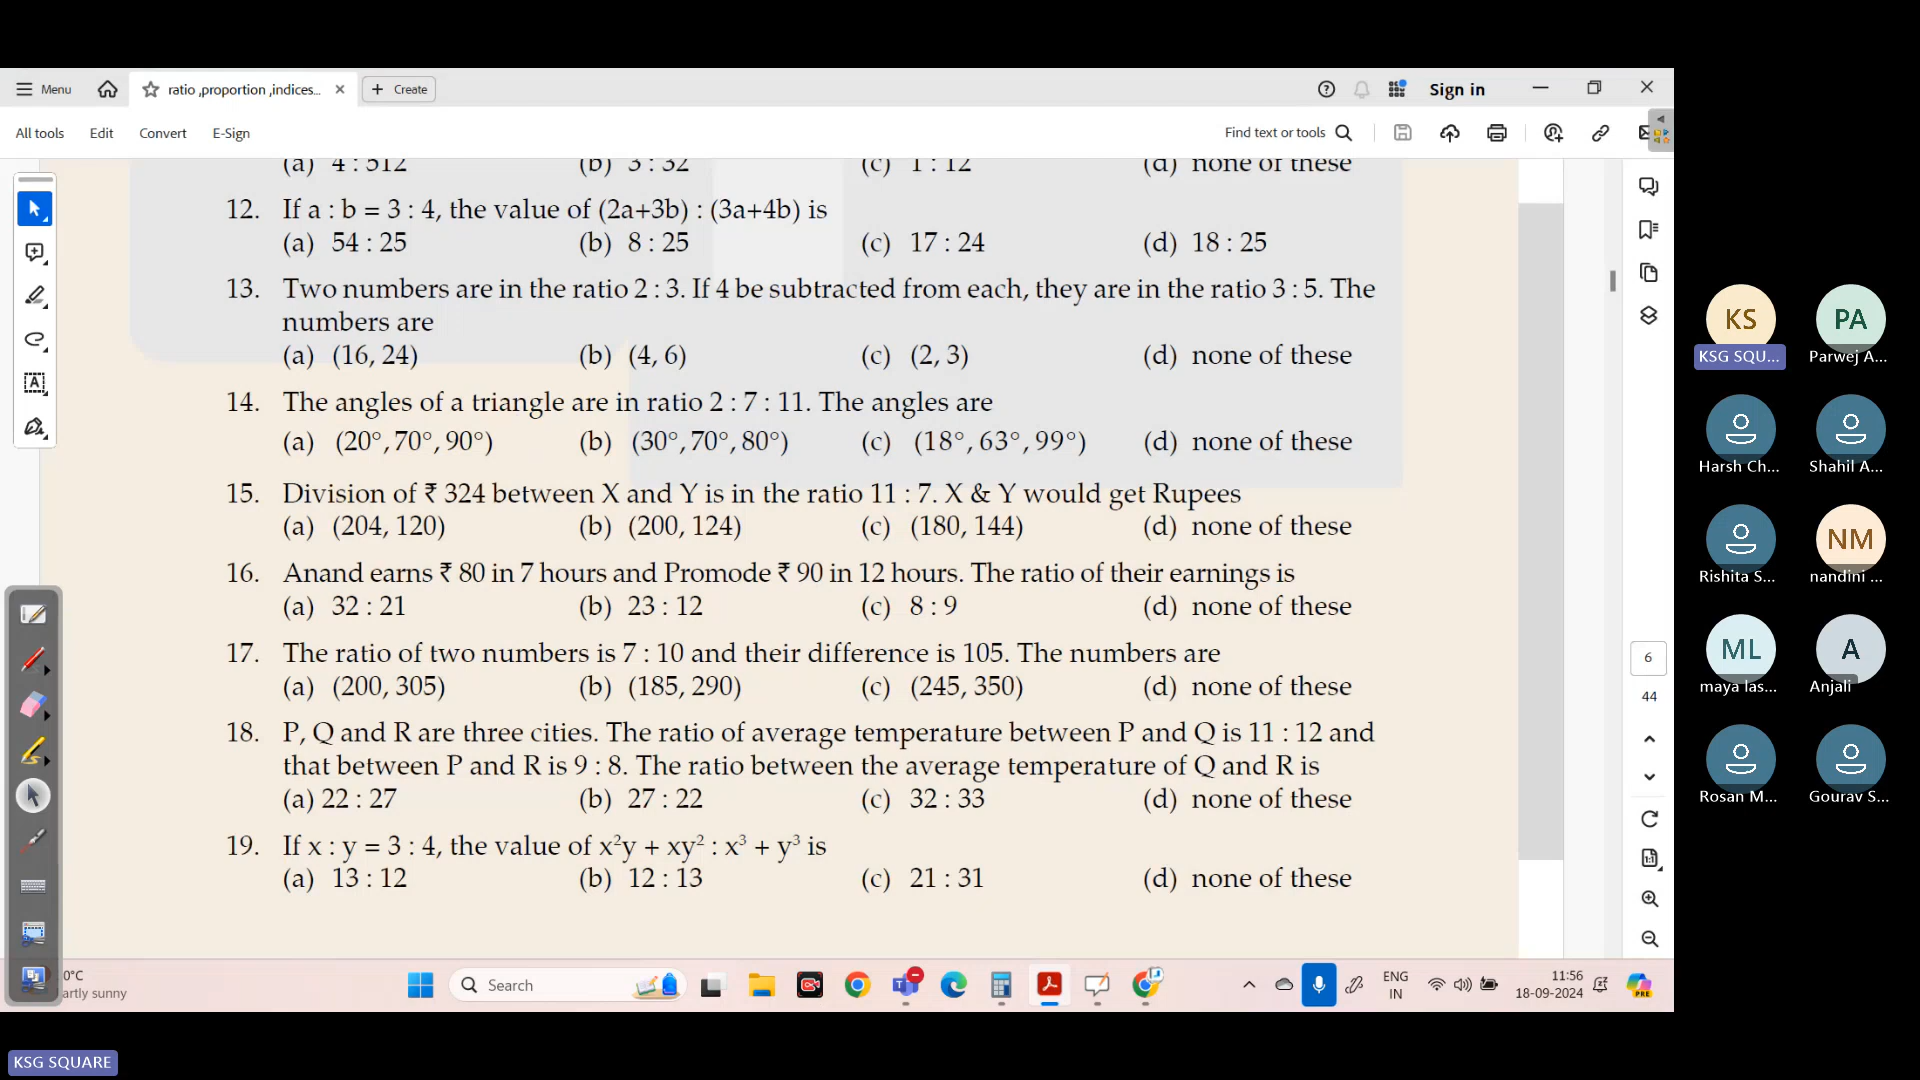 Menu
ratio ,proportion ,indices...
Create
Sign in
All tools
Edit
Convert
E-Sign
Find text or tools
(a) 4 : 512 (b) 3 : 32 (c) 1 : 12 (d) none of these
12. If a : b = 3 : 4, the value of (2a+3b) : (3a+4b) is
(a) 54 : 25 (b) 8 : 25 (c) 17 : 24 (d) 18 : 25
13. Two numbers are in the ratio 2 : 3. If 4 be subtracted from each, they are in the ratio 3 : 5. The
numbers are
(a) (16, 24) (b) (4, 6) (c) (2, 3) (d) none of these
14. The angles of a triangle are in ratio 2 : 7 : 11. The angles are
(a) (20°, 70°, 90°) (b) (30°, 70°, 80°) (c) (18°, 63°, 99°) (d) none of these
15. Division of ₹ 324 between X and Y is in the ratio 11 : 7. X & Y would get Rupees
(a) (204, 120) (b) (200, 124) (c) (180, 144) (d) none of these
16. Anand earns ₹ 80 in 7 hours and Promode ₹ 90 in 12 hours. The ratio of their earnings is
(a) 32 : 21 (b) 23 : 12 (c) 8 : 9 (d) none of these
17. The ratio of two numbers is 7 : 10 and their difference is 105. The numbers are
(a) (200, 305) (b) (185, 290) (c) (245, 350) (d) none of these
18. P, Q and R are three cities. The ratio of average temperature between P and Q is 11 : 12 and
that between P and R is 9 : 8. The ratio between the average temperature of Q and R is
(a) 22 : 27 (b) 27 : 22 (c) 32 : 33 (d) none of these
19. If x : y = 3 : 4, the value of x²y + xy² : x³ + y³ is
(a) 13 : 12 (b) 12 : 13 (c) 21 : 31 (d) none of these
6
44
1:1
0°C
artly sunny
Search
ENG
IN
11:56
18-09-2024
PRE
KS
KSG SQU...
PA
Parwej A...
Harsh Ch...
Shahil A...
Rishita S...
NM
nandini ...
ML
maya las...
A
Anjali
Rosan M...
Gourav S...
KSG SQUARE